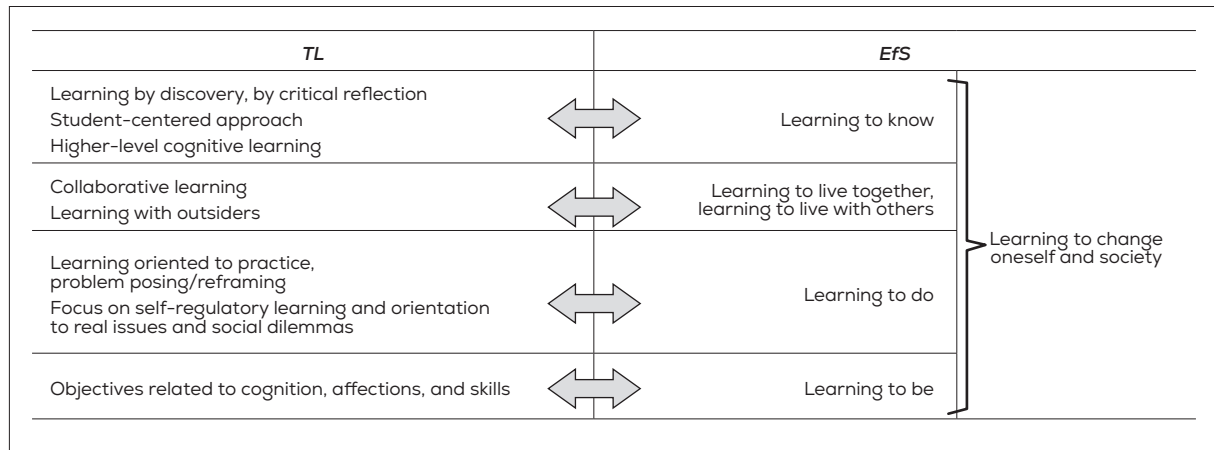 TL
EfS
Learning by discovery, by critical reflection
Student-centered approach
Higher-level cognitive learning
Learning to know
Collaborative learning
Learning with outsiders
Learning to live together,
learning to live with others
Learning oriented to practice,
problem posing/reframing
Focus on self-regulatory learning and orientation
to real issues and social dilemmas
Learning to do
Objectives related to cognition, affections, and skills
Learning to be
Learning to change
oneself and society